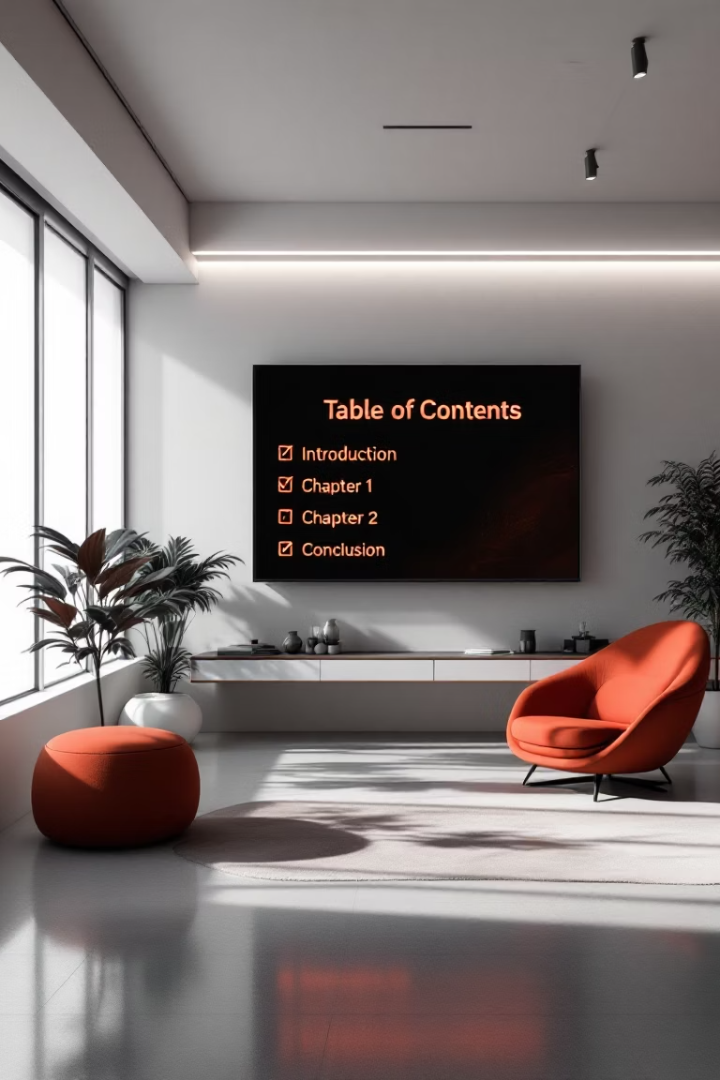 Table of Contents
☑ Introduction
☑ Chapter 1
☐ Chapter 2
☑ Conclusion